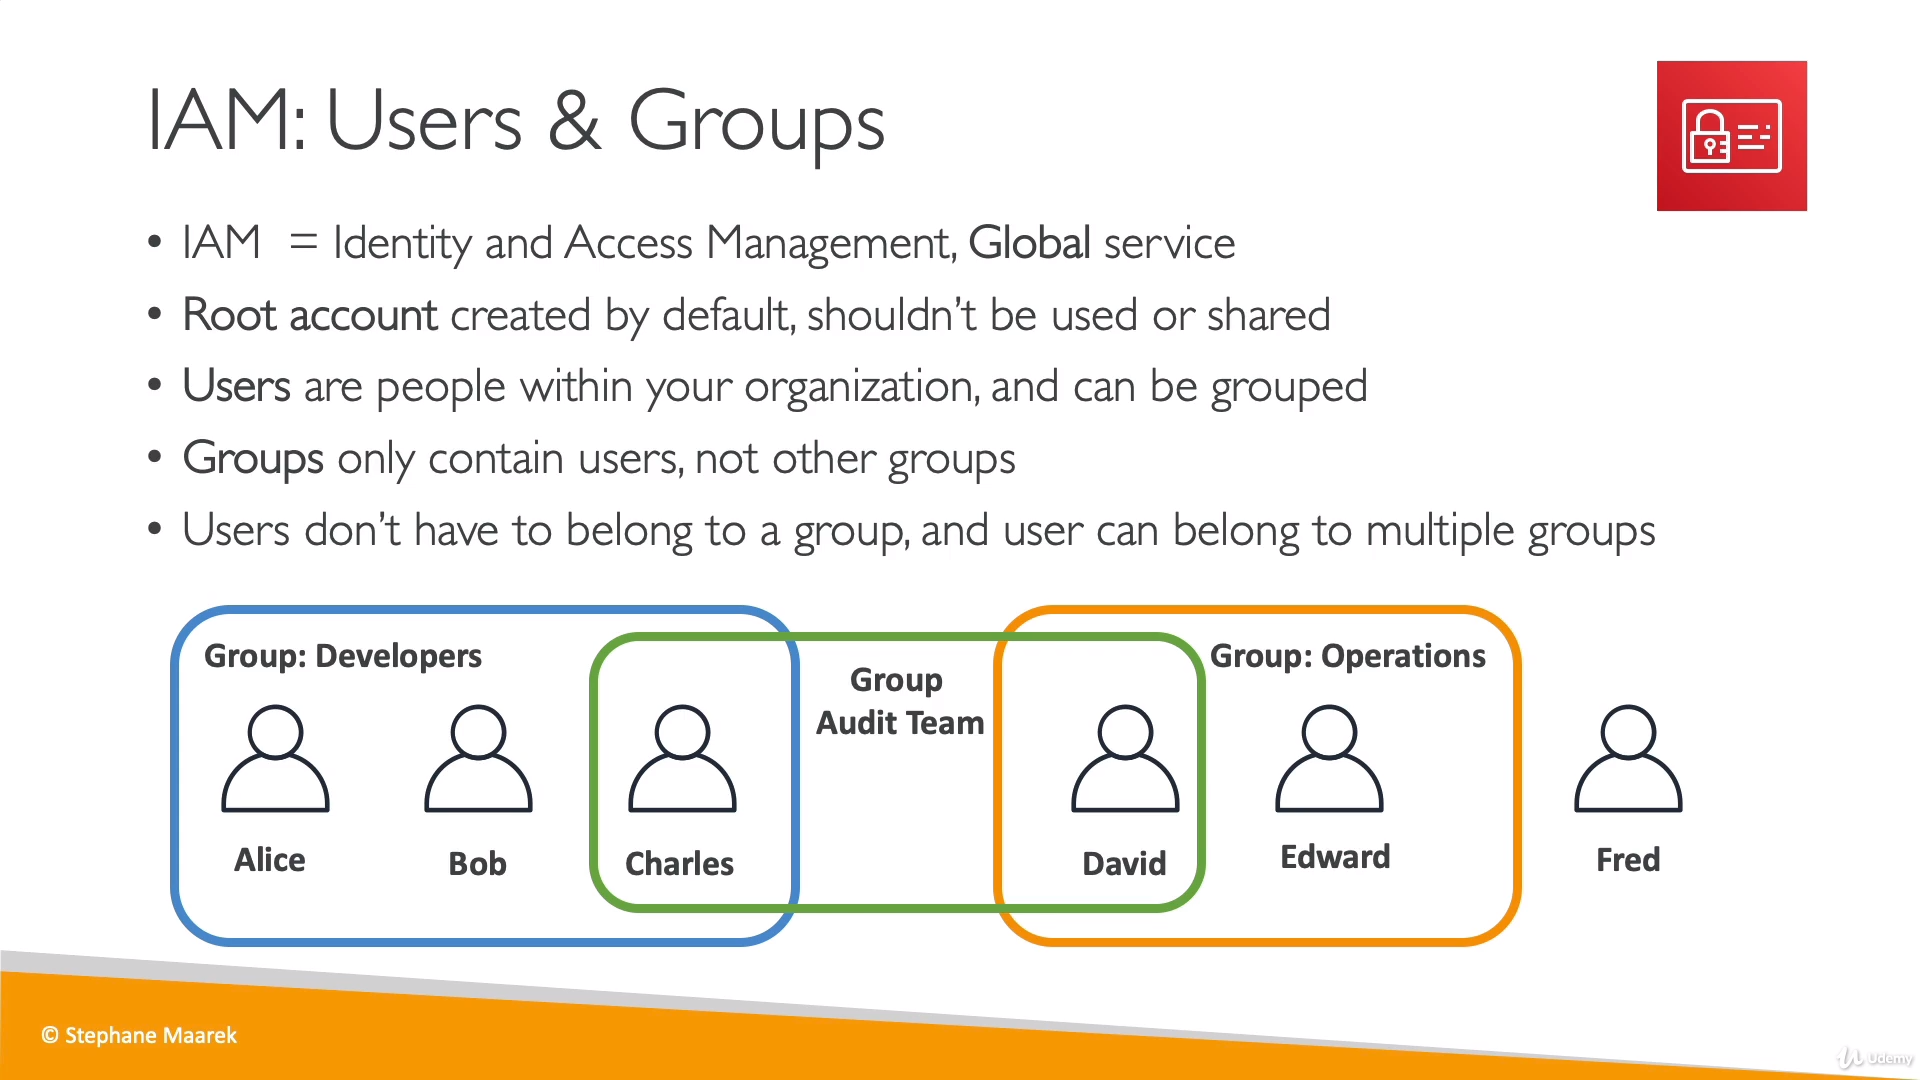 IAM: Users & Groups
• IAM = Identity and Access Management, Global service
• Root account created by default, shouldn’t be used or shared
• Users are people within your organization, and can be grouped
• Groups only contain users, not other groups
• Users don’t have to belong to a group, and user can belong to multiple groups
Group: Developers
Group
Audit Team
Group: Operations
Alice
Bob
Charles
David
Edward
Fred
© Stephane Maarek
Udemy